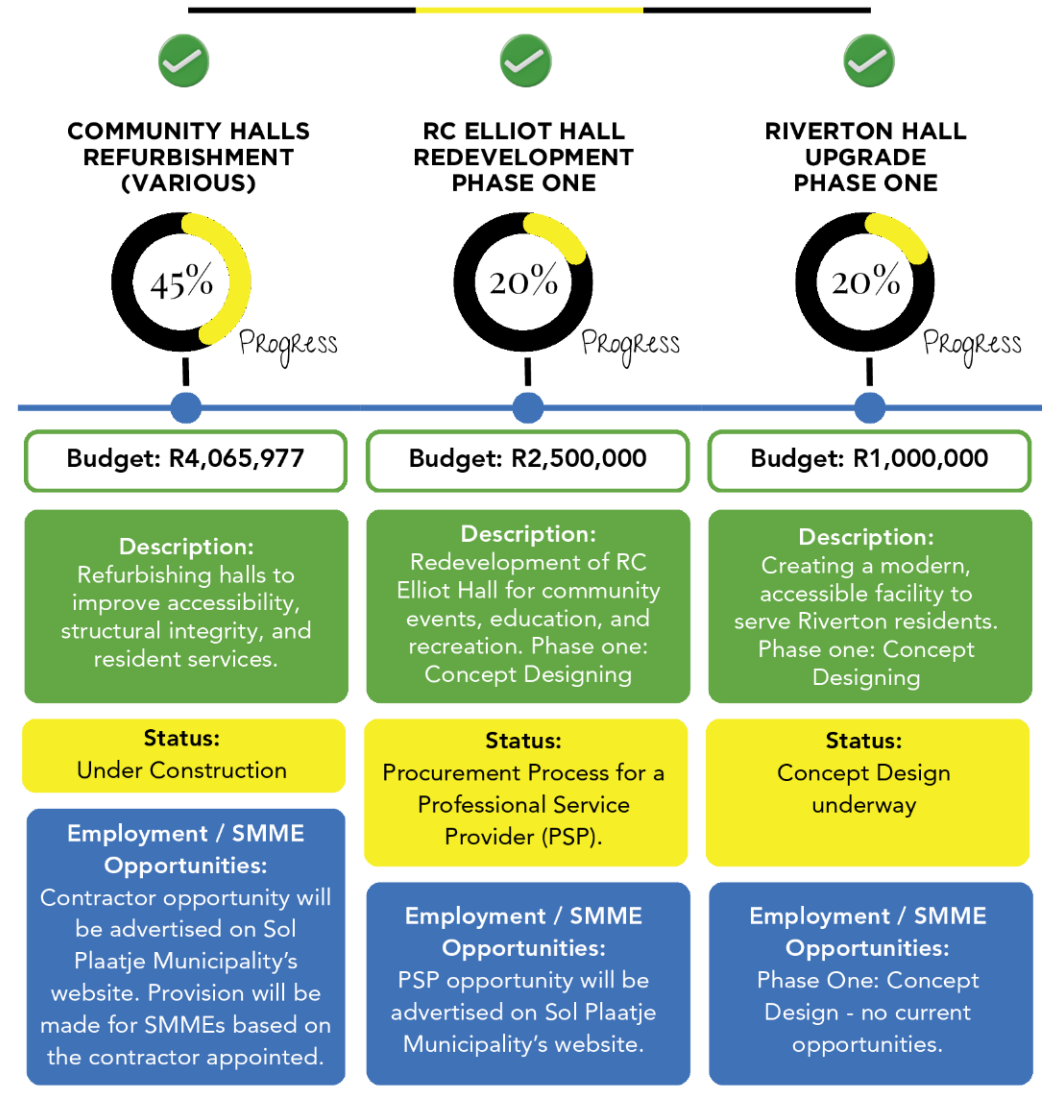 COMMUNITY HALLS
REFURBISHMENT
(VARIOUS)
45%
Progress
Budget: R4,065,977
Description:
Refurbishing halls to
improve accessibility,
structural integrity, and
resident services.
Status:
Under Construction
Employment / SMME
Opportunities:
Contractor opportunity will
be advertised on Sol
Plaatje Municipality's
website. Provision will be
made for SMMEs based on
the contractor appointed.
RC ELLIOT HALL
REDEVELOPMENT
PHASE ONE
20%
Progress
Budget: R2,500,000
Description:
Redevelopment of RC
Elliot Hall for community
events, education, and
recreation. Phase one:
Concept Designing
Status:
Procurement Process for a
Professional Service
Provider (PSP).
Employment / SMME
Opportunities:
PSP opportunity will be
advertised on Sol Plaatje
Municipality's website.
RIVERTON HALL
UPGRADE
PHASE ONE
20%
Progress
Budget: R1,000,000
Description:
Creating a modern,
accessible facility to
serve Riverton residents.
Phase one: Concept
Designing
Status:
Concept Design
underway
Employment / SMME
Opportunities:
Phase One: Concept
Design - no current
opportunities.